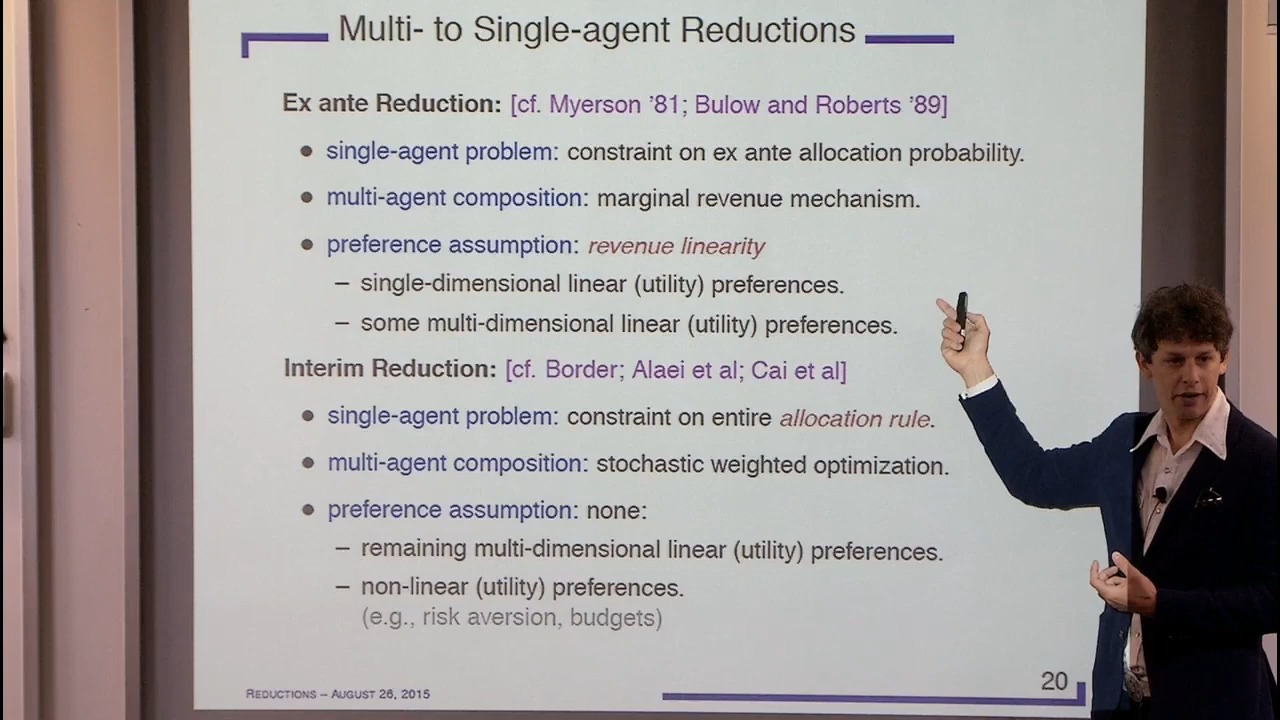 Multi- to Single-agent Reductions
Ex ante Reduction: [cf. Myerson ’81; Bulow and Roberts ’89]
● single-agent problem: constraint on ex ante allocation probability.
● multi-agent composition: marginal revenue mechanism.
● preference assumption: revenue linearity
– single-dimensional linear (utility) preferences.
– some multi-dimensional linear (utility) preferences.
Interim Reduction: [cf. Border; Alaei et al; Cai et al]
● single-agent problem: constraint on entire allocation rule.
● multi-agent composition: stochastic weighted optimization.
● preference assumption: none:
– remaining multi-dimensional linear (utility) preferences.
– non-linear (utility) preferences.
(e.g., risk aversion, budgets)
REDUCTIONS – AUGUST 26, 2015
20